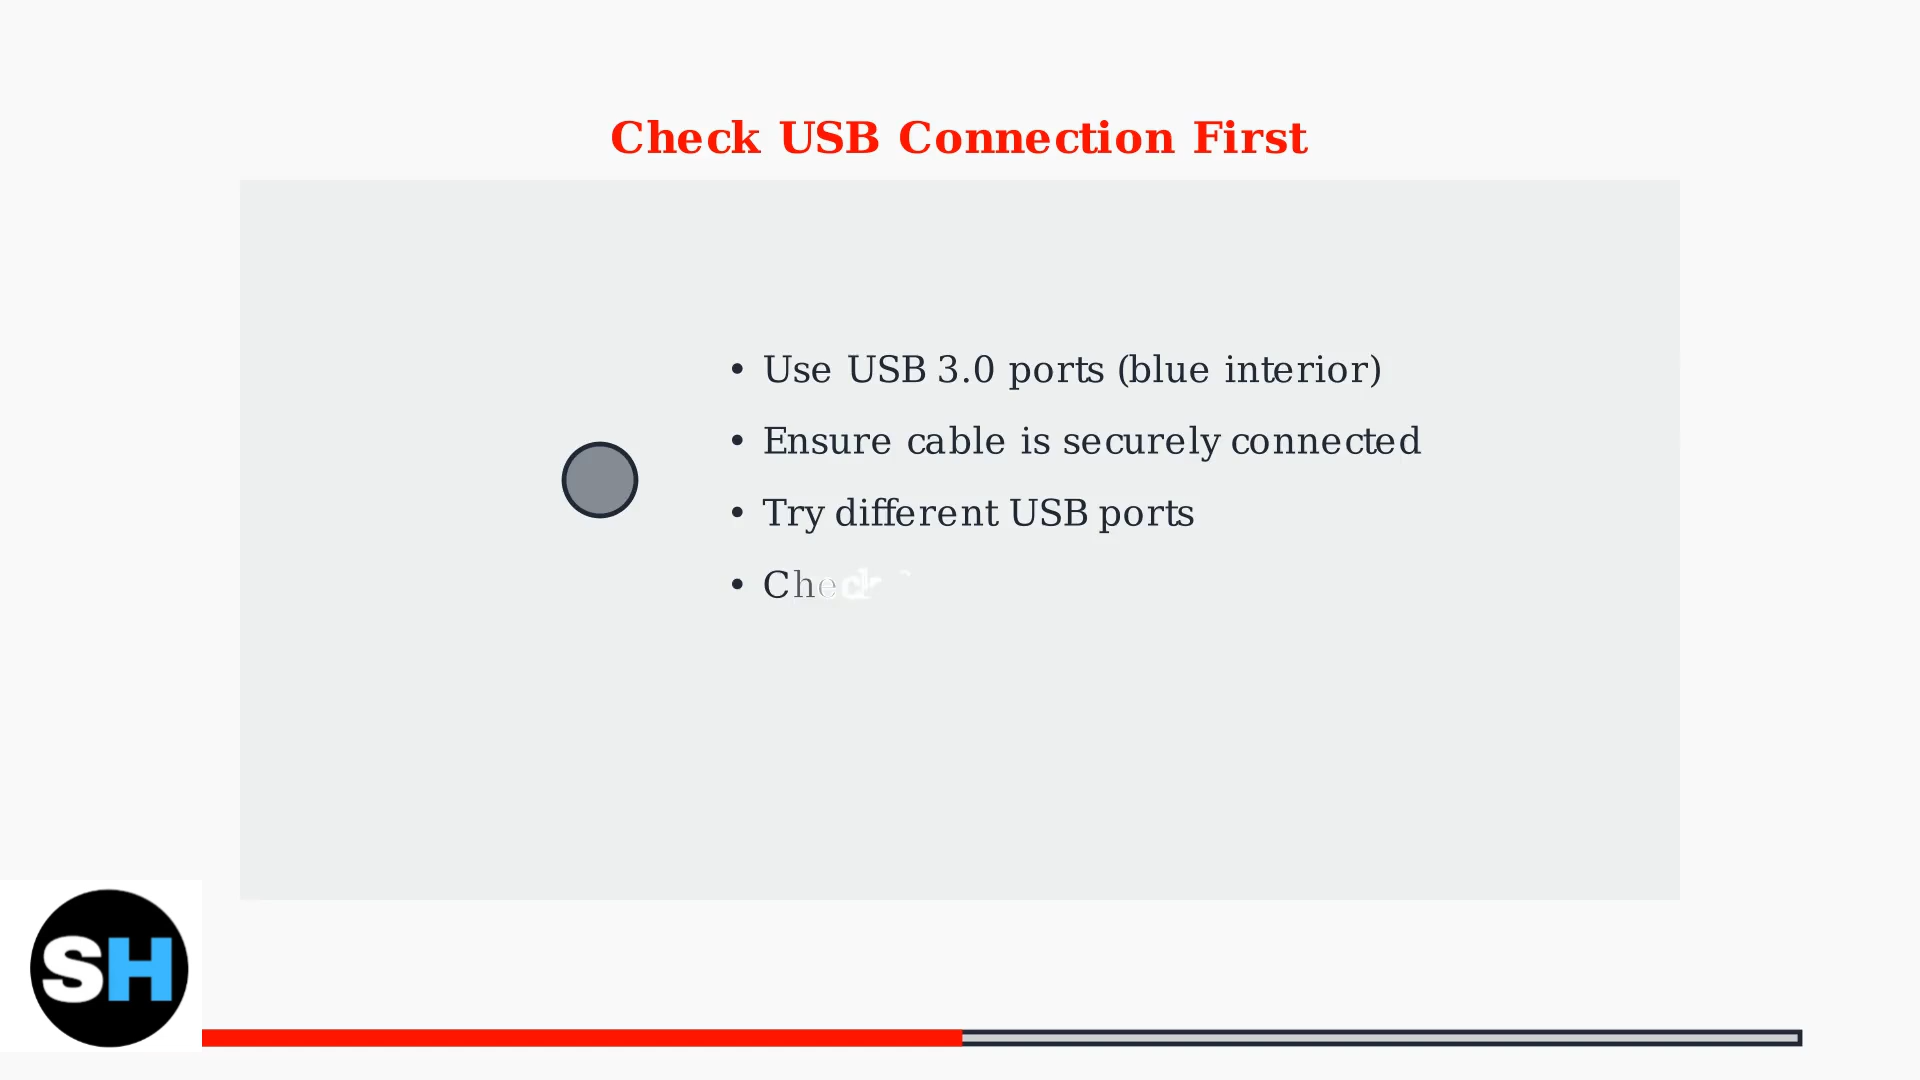 Check USB Connection First
• Use USB 3.0 ports (blue interior)
• Ensure cable is securely connected
• Try different USB ports
• Check
SH